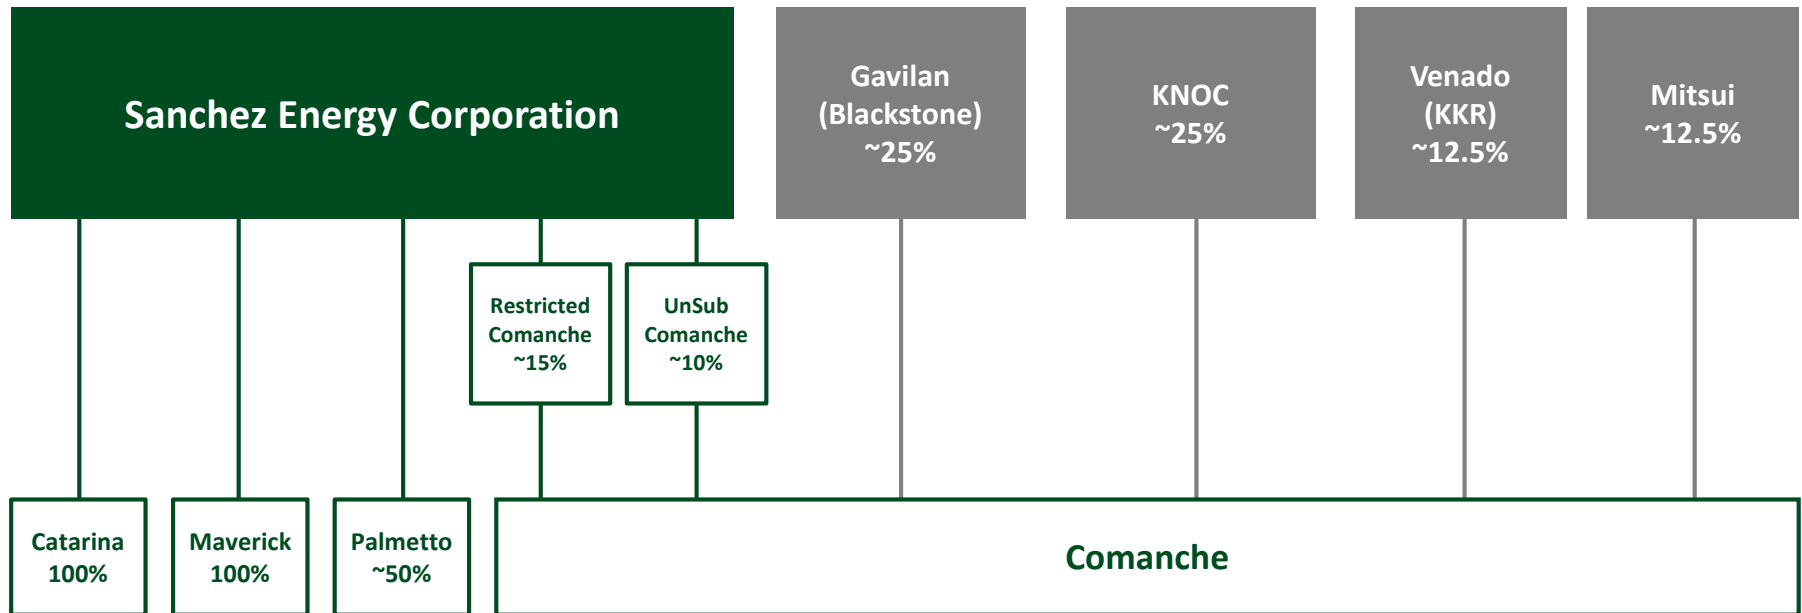 Sanchez Energy Corporation
Gavilan
(Blackstone)
~25%
KNOC
~25%
Venado
(KKR)
~12.5%
Mitsui
~12.5%
Restricted
Comanche
~15%
UnSub
Comanche
~10%
Catarina
100%
Maverick
100%
Palmetto
~50%
Comanche